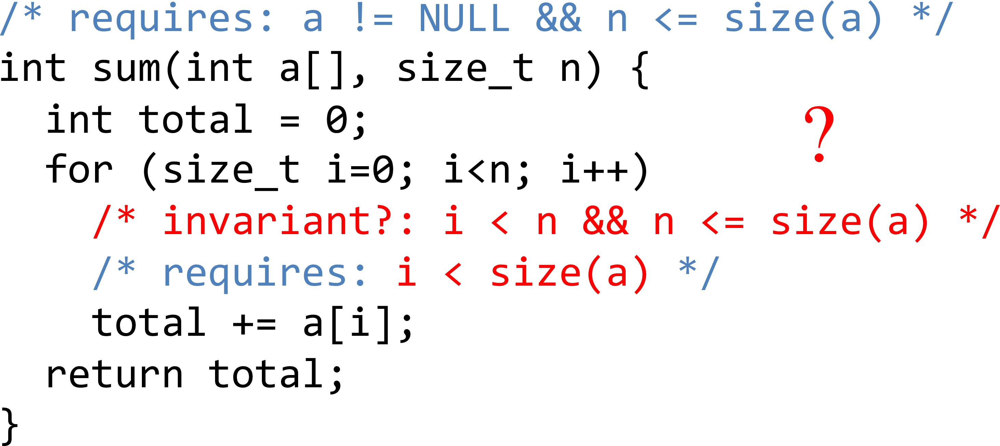 /* requires: a != NULL && n <= size(a) */
int sum(int a[], size_t n) {
  int total = 0;
?
  for (size_t i=0; i<n; i++)
    /* invariant?: i < n && n <= size(a) */
    /* requires: i < size(a) */
    total += a[i];
  return total;
}